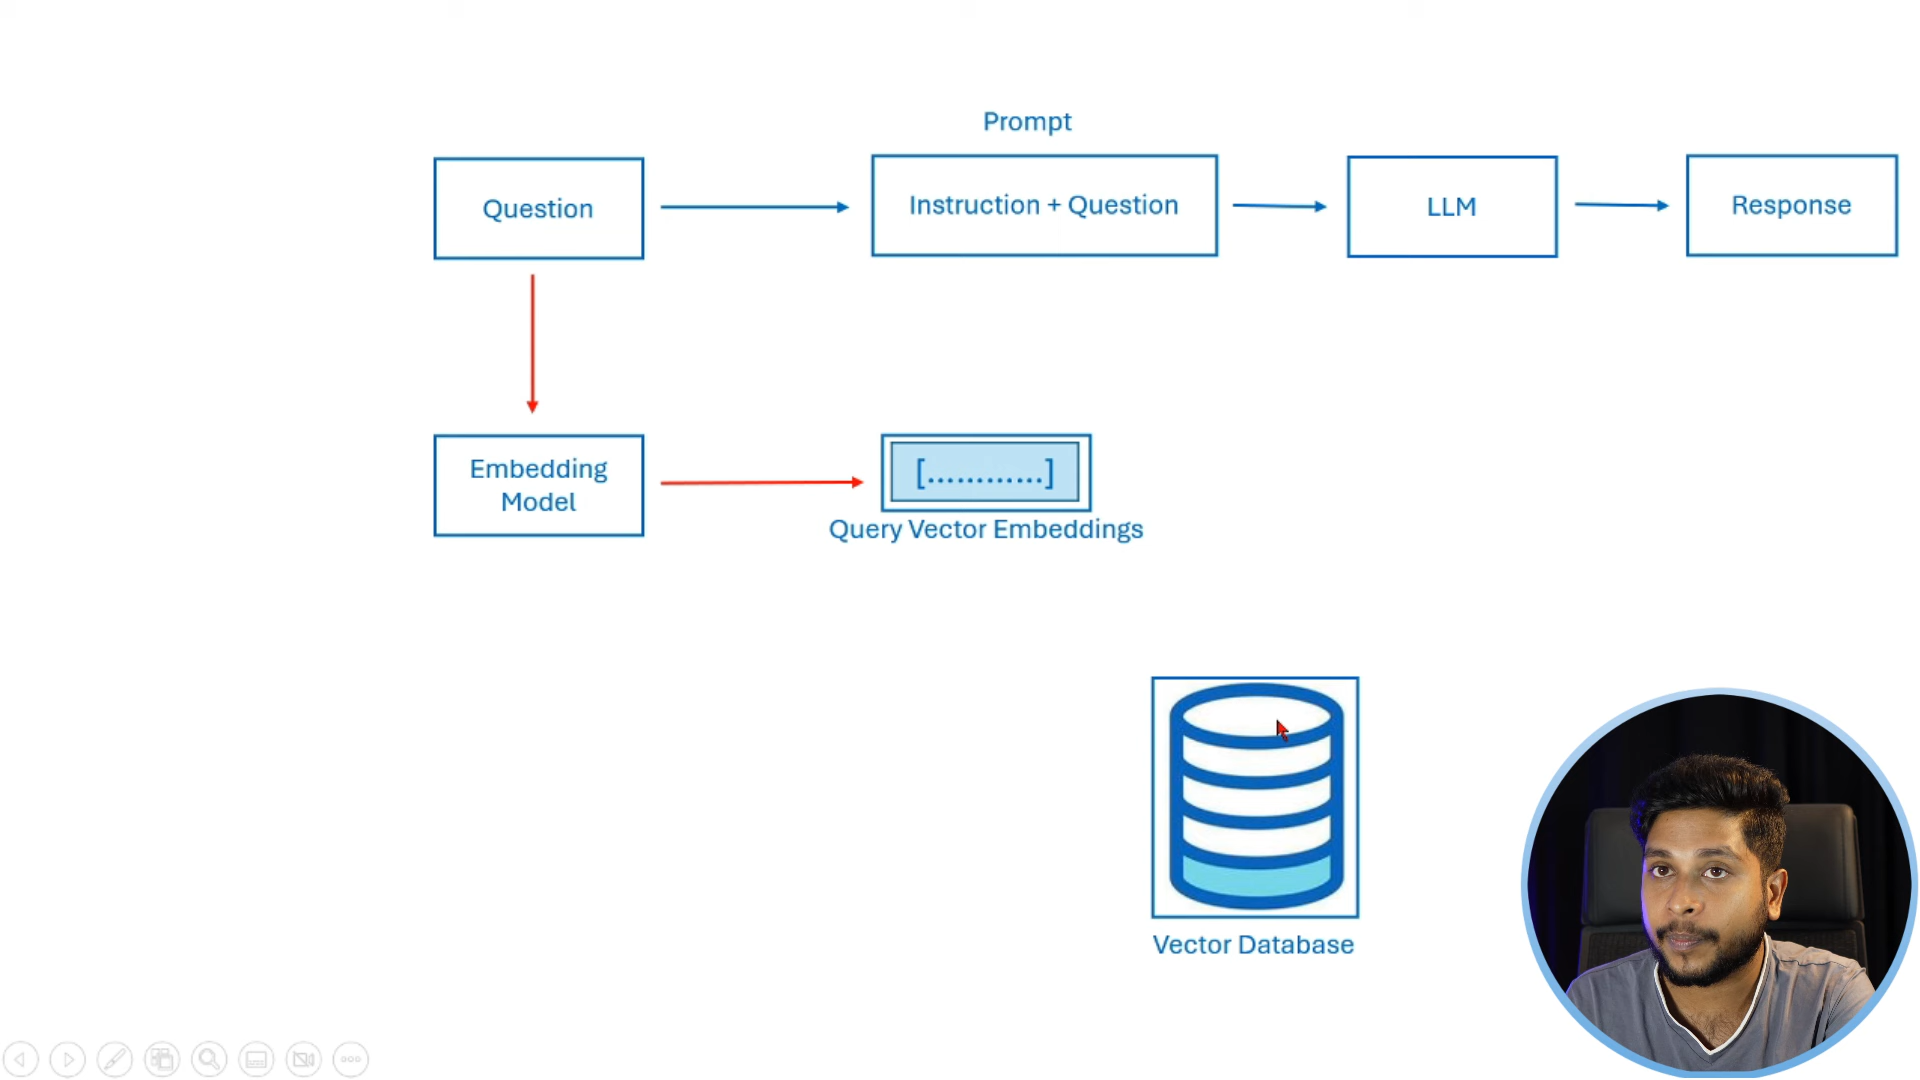 Prompt
Question
Instruction + Question
LLM
Response
Embedding
Model
[............]
Query Vector Embeddings
Vector Database